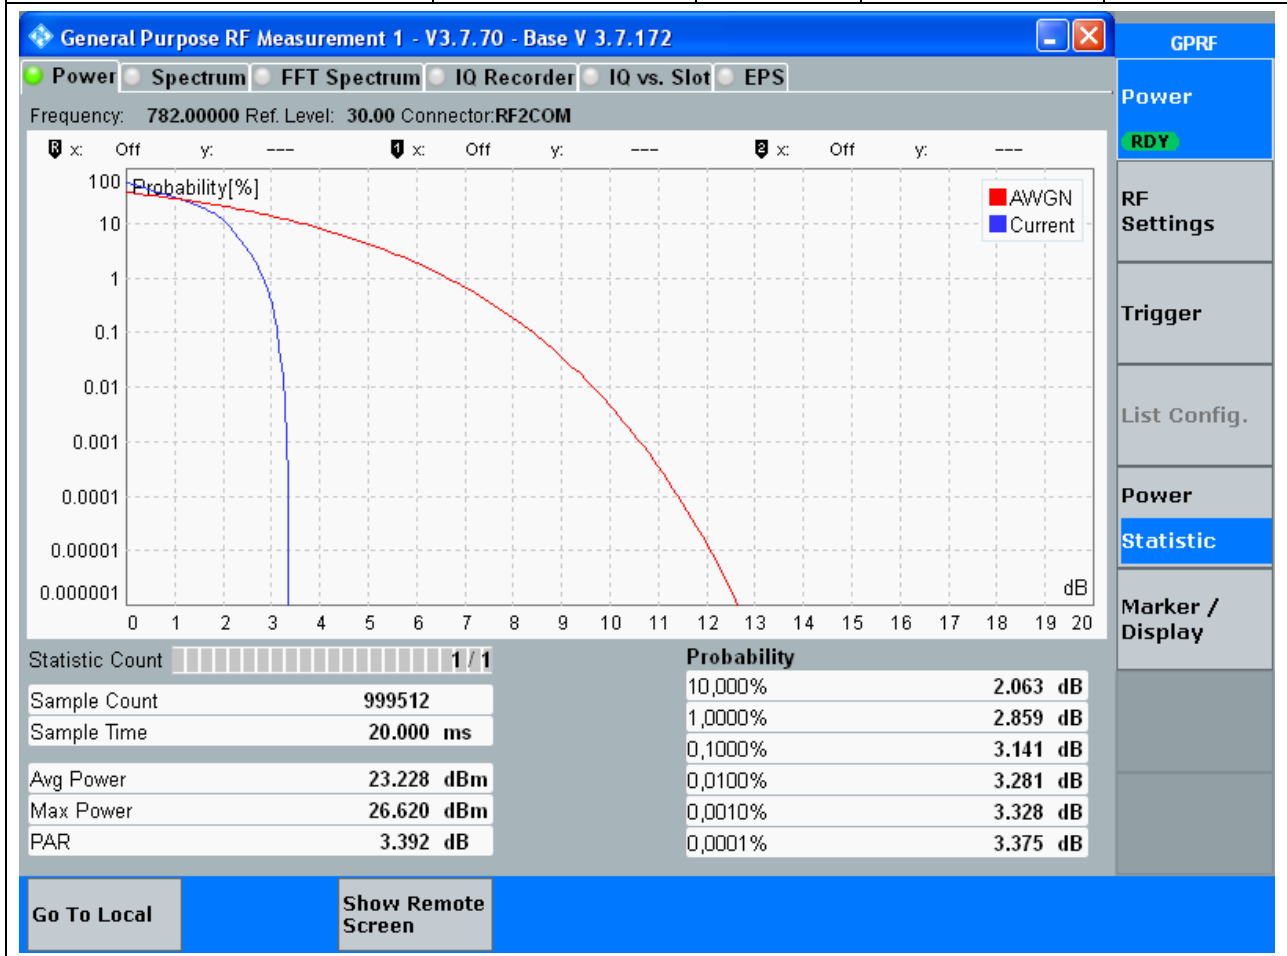 General Purpose RF Measurement 1 - V3.7.70 - Base V 3.7.172
GPRF
Power Spectrum FFT Spectrum IQ Recorder IQ vs. Slot EPS
Frequency: 782.00000 Ref. Level: 30.00 Connector:RF2COM
R x: Off y: --- 1 x: Off y: --- 2 x: Off y: ---
Probability[%]
100
10
1
0.1
0.01
0.001
0.0001
0.00001
0.000001
AWGN
Current
dB
0 1 2 3 4 5 6 7 8 9 10 11 12 13 14 15 16 17 18 19 20
Statistic Count 1 / 1
Sample Count 999512
Sample Time 20.000 ms
Avg Power 23.228 dBm
Max Power 26.620 dBm
PAR 3.392 dB
Probability
10,000% 2.063 dB
1,0000% 2.859 dB
0,1000% 3.141 dB
0,0100% 3.281 dB
0,0010% 3.328 dB
0,0001% 3.375 dB
Power
RDY
RF
Settings
Trigger
List Config.
Power
Statistic
Marker /
Display
Go To Local
Show Remote
Screen